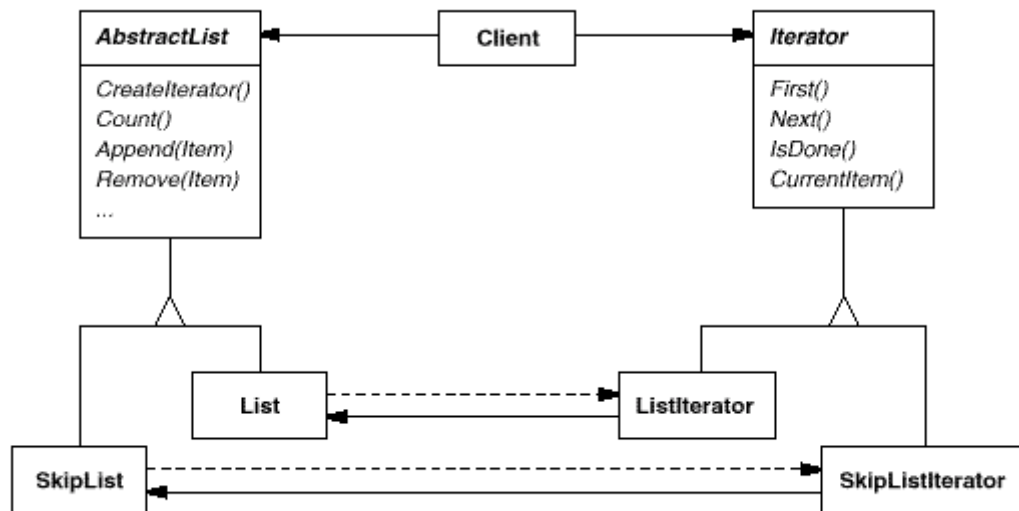 AbstractList
CreateIterator()
Count()
Append(Item)
Remove(Item)
...
Client
Iterator
First()
Next()
IsDone()
CurrentItem()
List
ListIterator
SkipList
SkipListIterator